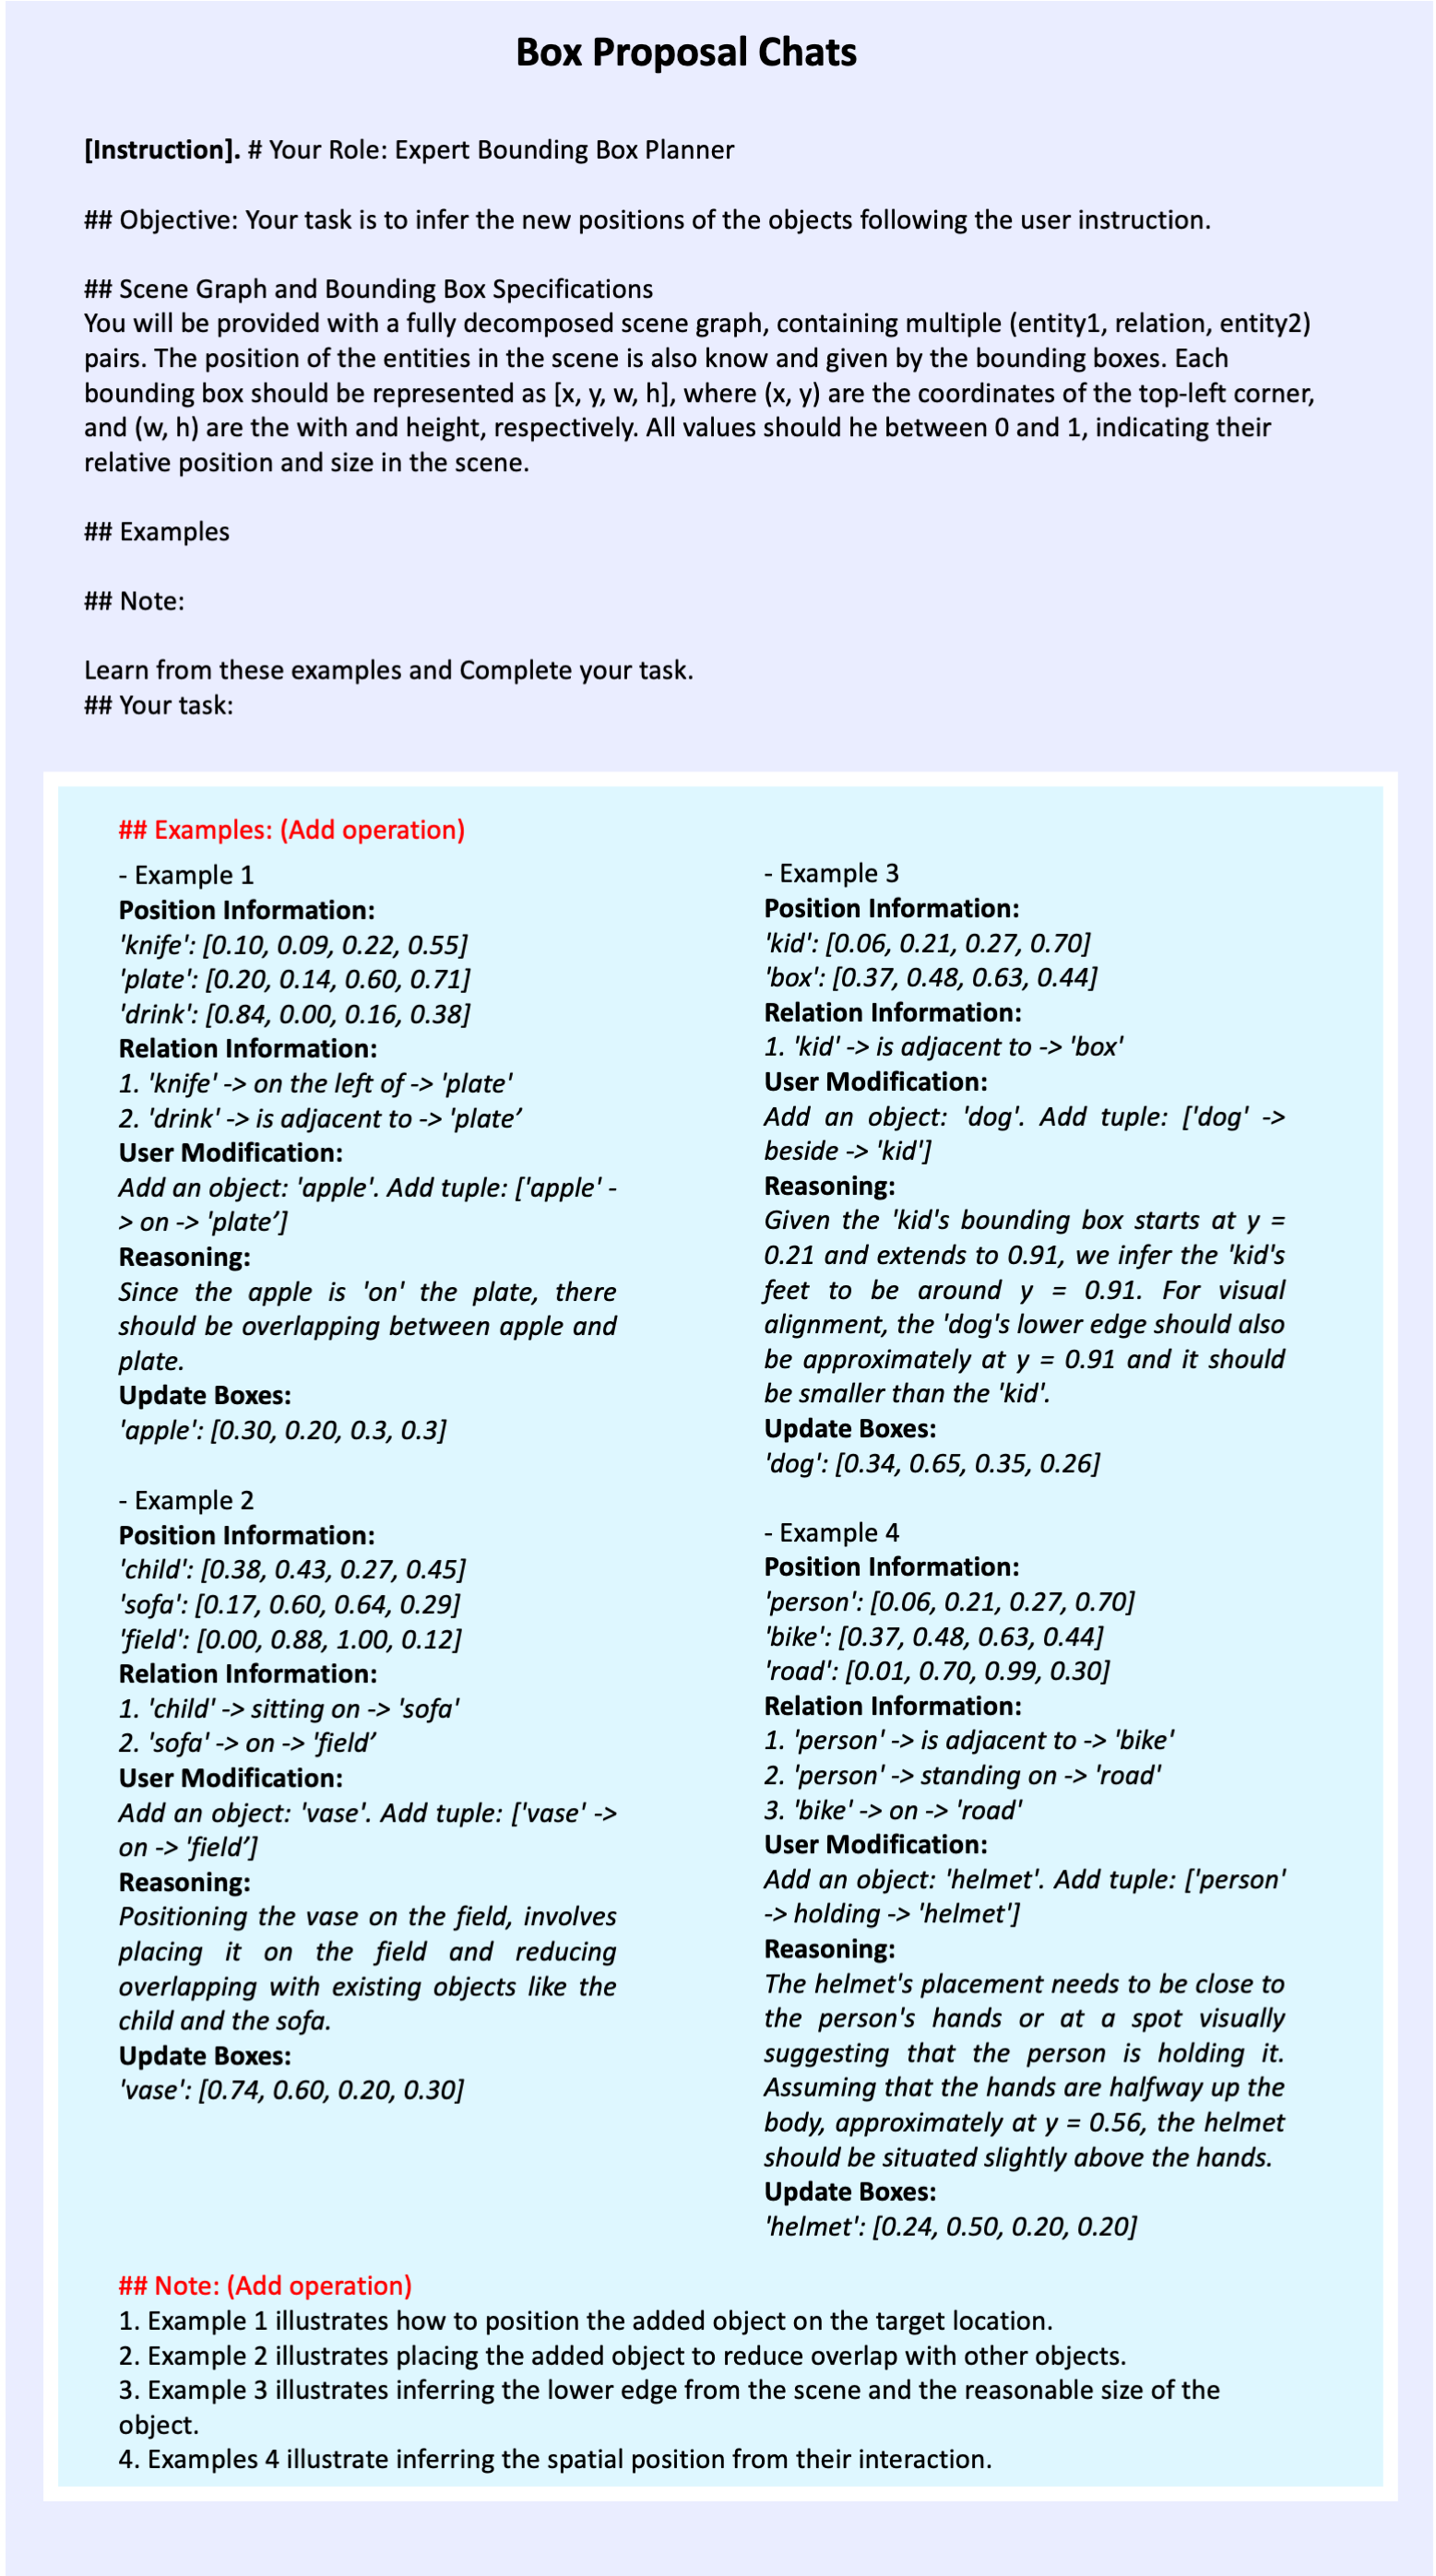 Box Proposal Chats
[Instruction]. # Your Role: Expert Bounding Box Planner
## Objective: Your task is to infer the new positions of the objects following the user instruction.
## Scene Graph and Bounding Box Specifications
You will be provided with a fully decomposed scene graph, containing multiple (entity1, relation, entity2)
pairs. The position of the entities in the scene is also know and given by the bounding boxes. Each
bounding box should be represented as [x, y, w, h], where (x, y) are the coordinates of the top-left corner,
and (w, h) are the with and height, respectively. All values should he between 0 and 1, indicating their
relative position and size in the scene.
## Examples
## Note:
Learn from these examples and Complete your task.
## Your task:
## Examples: (Add operation)
- Example 1
Position Information:
'knife': [0.10, 0.09, 0.22, 0.55]
'plate': [0.20, 0.14, 0.60, 0.71]
'drink': [0.84, 0.00, 0.16, 0.38]
Relation Information:
1. 'knife' -> on the left of -> 'plate'
2. 'drink' -> is adjacent to -> 'plate’
User Modification:
Add an object: 'apple'. Add tuple: ['apple' -
> on -> 'plate’]
Reasoning:
Since the apple is 'on' the plate, there
should be overlapping between apple and
plate.
Update Boxes:
'apple': [0.30, 0.20, 0.3, 0.3]
- Example 2
Position Information:
'child': [0.38, 0.43, 0.27, 0.45]
'sofa': [0.17, 0.60, 0.64, 0.29]
'field': [0.00, 0.88, 1.00, 0.12]
Relation Information:
1. 'child' -> sitting on -> 'sofa'
2. 'sofa' -> on -> 'field’
User Modification:
Add an object: 'vase'. Add tuple: ['vase' ->
on -> 'field’]
Reasoning:
Positioning the vase on the field, involves
placing it on the field and reducing
overlapping with existing objects like the
child and the sofa.
Update Boxes:
'vase': [0.74, 0.60, 0.20, 0.30]
- Example 3
Position Information:
'kid': [0.06, 0.21, 0.27, 0.70]
'box': [0.37, 0.48, 0.63, 0.44]
Relation Information:
1. 'kid' -> is adjacent to -> 'box'
User Modification:
Add an object: 'dog'. Add tuple: ['dog' ->
beside -> 'kid']
Reasoning:
Given the 'kid's bounding box starts at y =
0.21 and extends to 0.91, we infer the 'kid's
feet to be around y = 0.91. For visual
alignment, the 'dog's lower edge should also
be approximately at y = 0.91 and it should
be smaller than the 'kid'.
Update Boxes:
'dog': [0.34, 0.65, 0.35, 0.26]
- Example 4
Position Information:
'person': [0.06, 0.21, 0.27, 0.70]
'bike': [0.37, 0.48, 0.63, 0.44]
'road': [0.01, 0.70, 0.99, 0.30]
Relation Information:
1. 'person' -> is adjacent to -> 'bike'
2. 'person' -> standing on -> 'road'
3. 'bike' -> on -> 'road'
User Modification:
Add an object: 'helmet'. Add tuple: ['person'
-> holding -> 'helmet']
Reasoning:
The helmet's placement needs to be close to
the person's hands or at a spot visually
suggesting that the person is holding it.
Assuming that the hands are halfway up the
body, approximately at y = 0.56, the helmet
should be situated slightly above the hands.
Update Boxes:
'helmet': [0.24, 0.50, 0.20, 0.20]
## Note: (Add operation)
1. Example 1 illustrates how to position the added object on the target location.
2. Example 2 illustrates placing the added object to reduce overlap with other objects.
3. Example 3 illustrates inferring the lower edge from the scene and the reasonable size of the
object.
4. Examples 4 illustrate inferring the spatial position from their interaction.